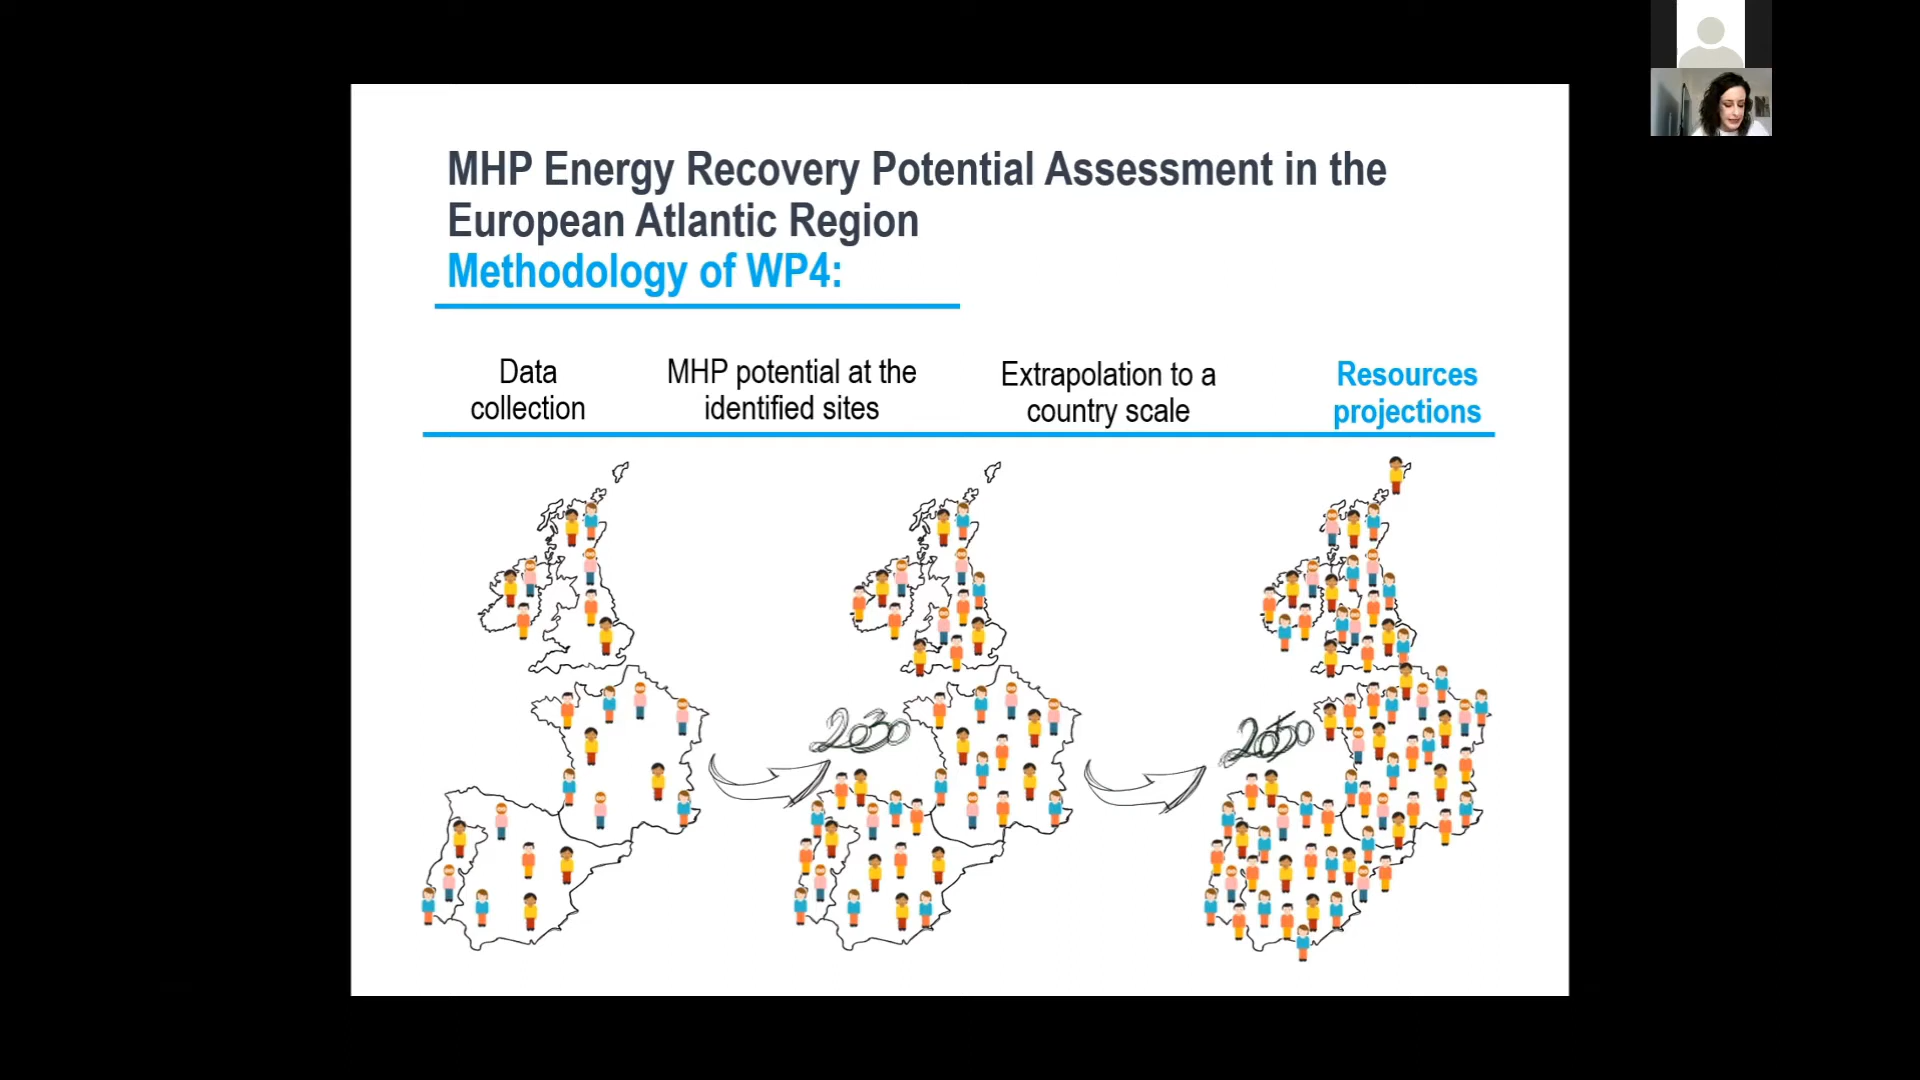 MHP Energy Recovery Potential Assessment in the
European Atlantic Region
Methodology of WP4:
Data
collection
MHP potential at the
identified sites
Extrapolation to a
country scale
Resources
projections
2030
2050